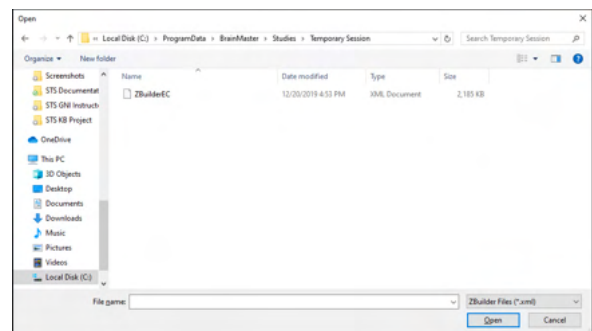 Open
« Local Disk (C:) > ProgramData > BrainMaster > Studies > Temporary Session
Search Temporary Session
Organize
New folder
Screenshots
STS Documentat
STS GNI Instructi
STS KB Project
OneDrive
This PC
3D Objects
Desktop
Documents
Downloads
Music
Pictures
Videos
Local Disk (C:)
Name Date modified Type Size
ZBuilderEC 12/20/2019 4:53 PM XML Document 2,185 KB
File name:
ZBuilder Files (*.xml)
Open Cancel